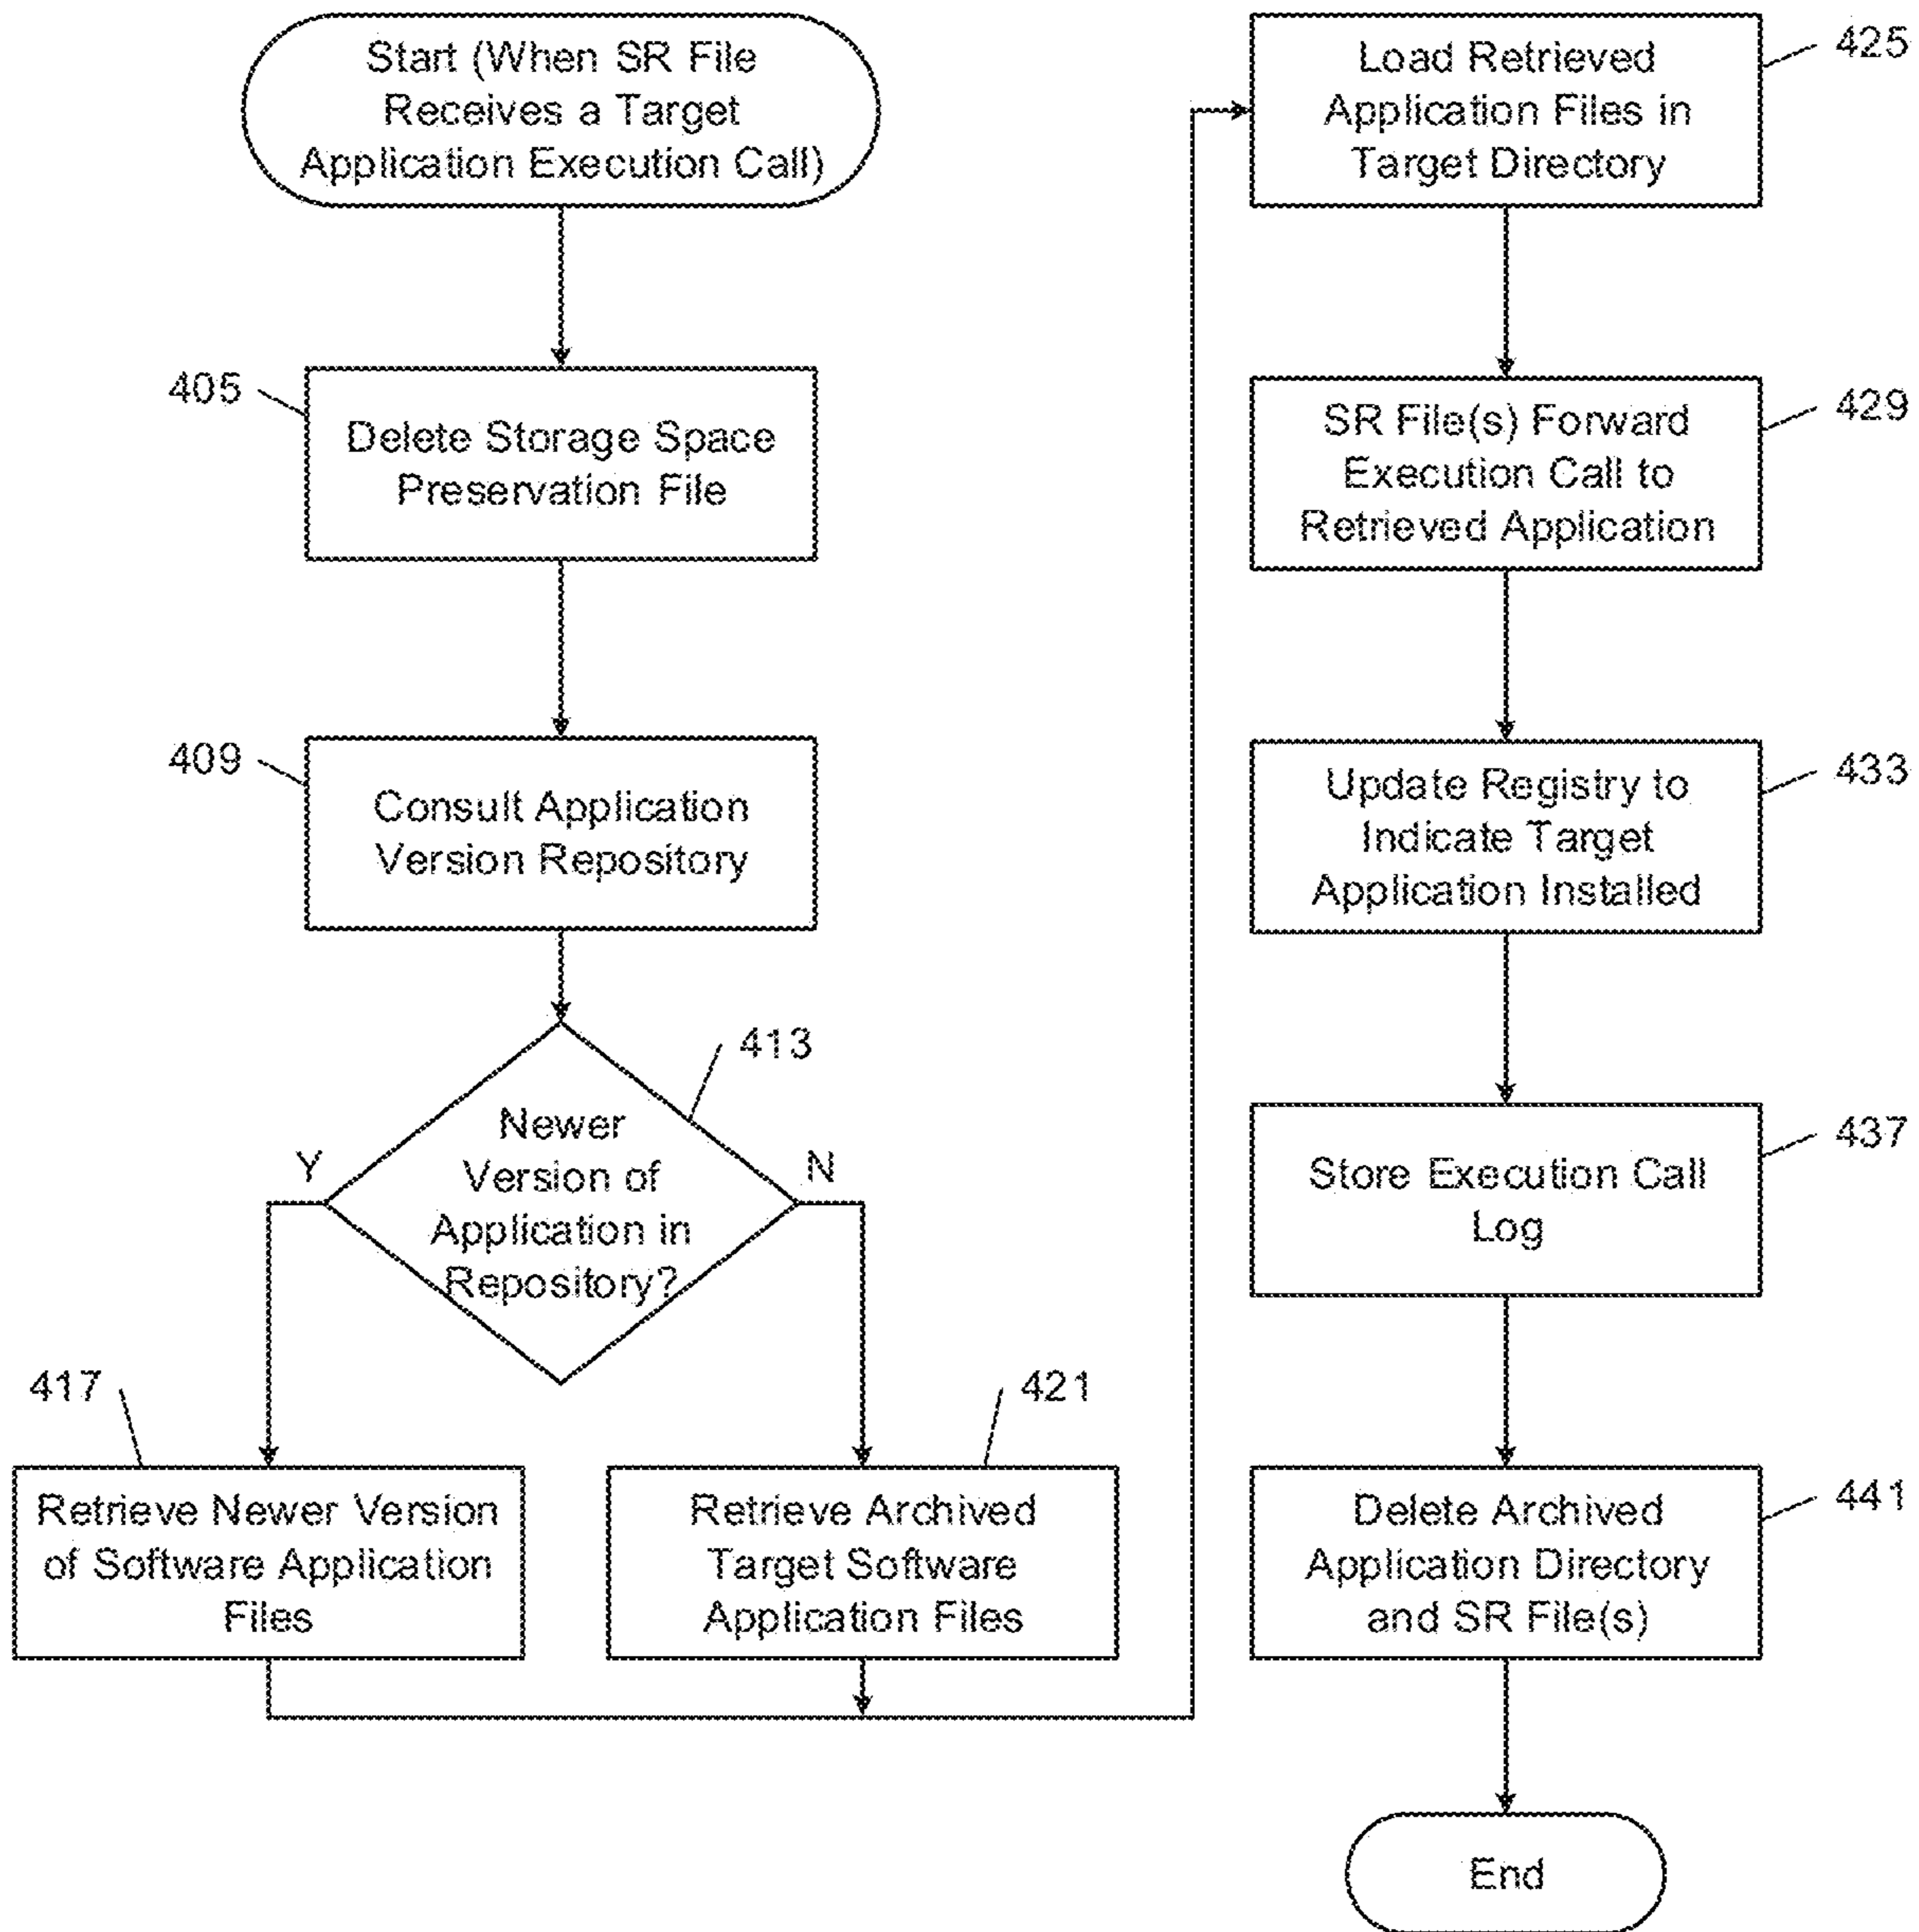 Start (When SR File
Receives a Target
Application Execution Call)
405
Delete Storage Space
Preservation File
409
Consult Application
Version Repository
413
Newer
Version of
Application in
Repository?
Y
N
417
Retrieve Newer Version
of Software Application
Files
421
Retrieve Archived
Target Software
Application Files
425
Load Retrieved
Application Files in
Target Directory
429
SR File(s) Forward
Execution Call to
Retrieved Application
433
Update Registry to
Indicate Target
Application Installed
437
Store Execution Call
Log
441
Delete Archived
Application Directory
and SR File(s)
End